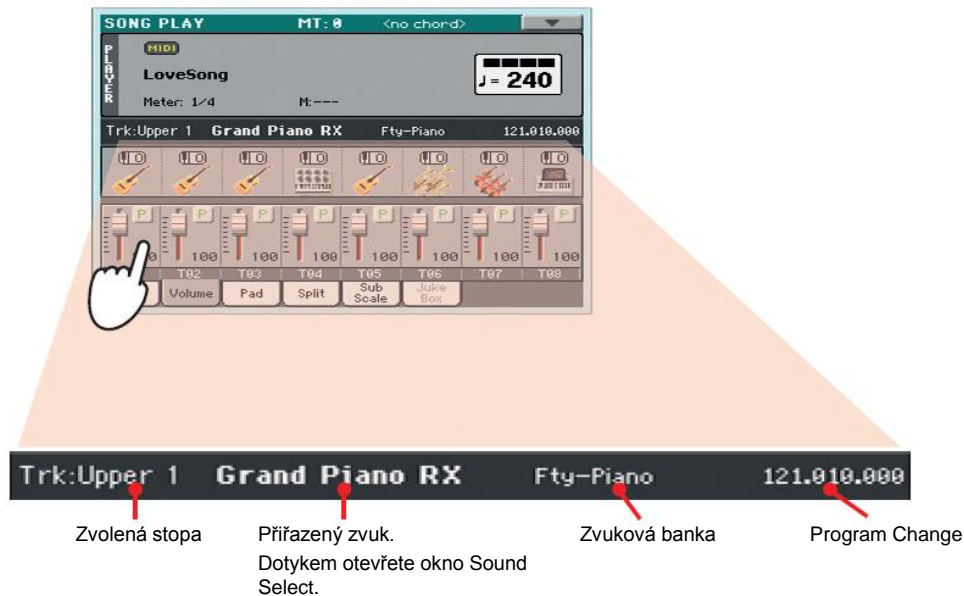 SONG PLAY MT: 0 <no chord>
PLAYER
MIDI
LoveSong
♩= 240
Meter: 1/4 M:---
Trk:Upper 1 Grand Piano RX Fty-Piano 121.010.000
P P P P P P P P
0 100 100 100 100 100 100 100
T02 T03 T04 T05 T06 T07 T08
Volume Pad Split Sub Scale Juke Box
Trk:Upper 1 Grand Piano RX Fty-Piano 121.010.000
Zvolená stopa Přiřazený zvuk. Zvuková banka Program Change
Dotykem otevřete okno Sound
Select.